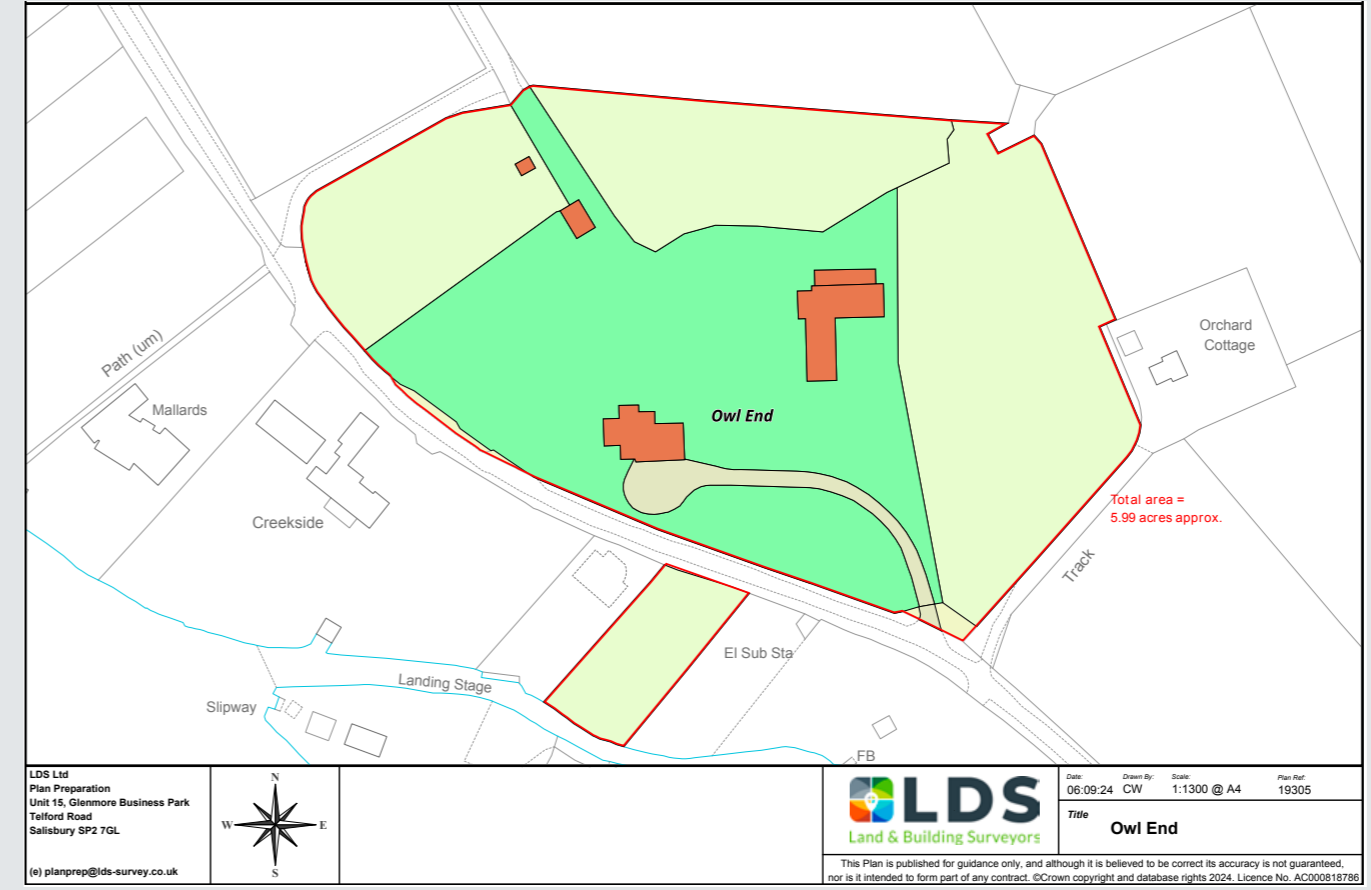 Path (um)
Mallards
Creekside
Owl End
Orchard
Cottage
Total area =
5.99 acres approx.
Track
El Sub Sta
Landing Stage
Slipway
FB
LDS Ltd
Plan Preparation
Unit 15, Glenmore Business Park
Telford Road
Salisbury SP2 7GL
(e) planprep@lds-survey.co.uk
N
W
E
S
LDS
Land & Building Surveyors
Date: Drawn By: Scale: Plan Ref:
06:09:24 CW 1:1300 @ A4 19305
Title
Owl End
This Plan is published for guidance only, and although it is believed to be correct its accuracy is not guaranteed,
nor is it intended to form part of any contract. ©Crown copyright and database rights 2024. Licence No. AC000818786